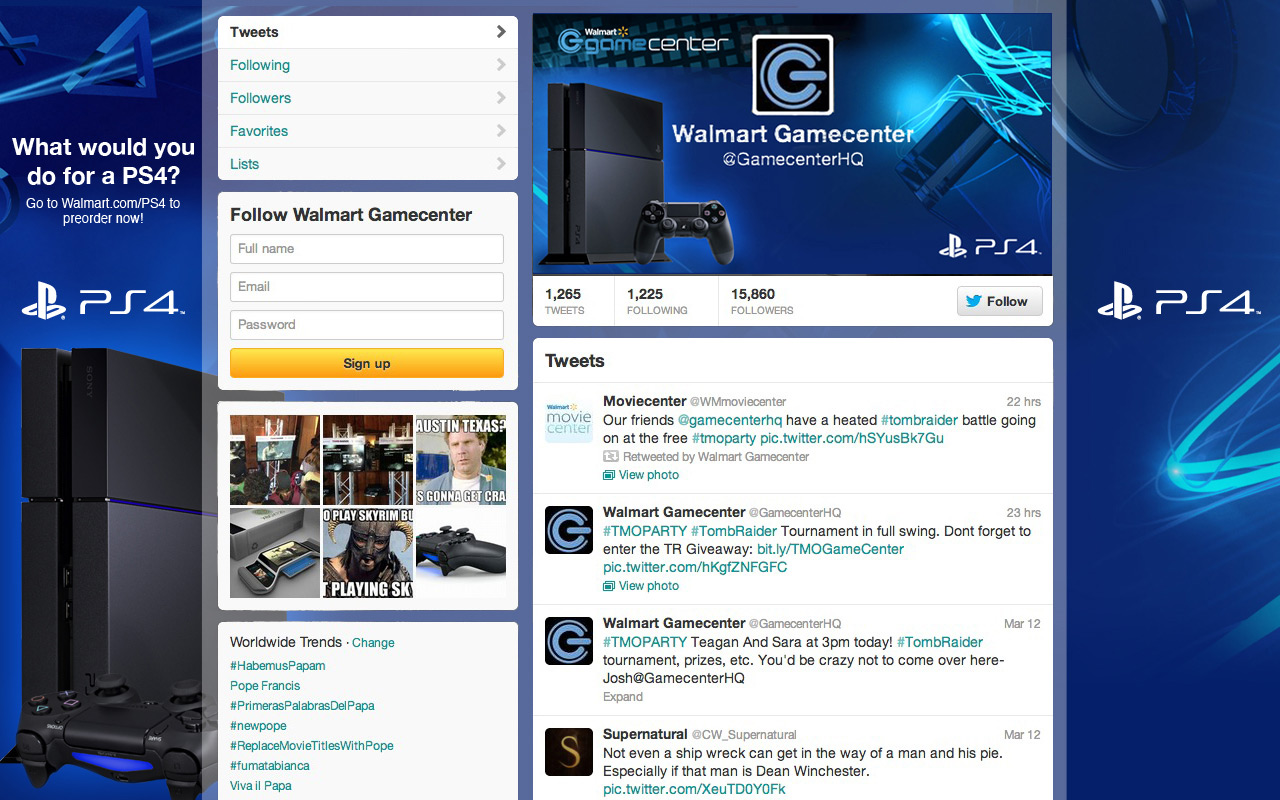 What would you
do for a PS4?
Go to Walmart.com/PS4 to
preorder now!
PS4
SONY
Tweets
Following
Followers
Favorites
Lists
Follow Walmart Gamecenter
Full name
Email
Password
Sign up
AUSTIN TEXAS?
S GONNA GET CRA
O PLAY SKYRIM BU
T PLAYING SKY
Worldwide Trends · Change
#HabemusPapam
Pope Francis
#PrimerasPalabrasDelPapa
#newpope
#ReplaceMovieTitlesWithPope
#fumatabianca
Viva il Papa
Walmart
gamecenter
Walmart Gamecenter
@GamecenterHQ
PS4
PS4
1,265
TWEETS
1,225
FOLLOWING
15,860
FOLLOWERS
Follow
Tweets
Walmart
movie
center
Moviecenter @WMmoviecenter 22 hrs
Our friends @gamecenterhq have a heated #tombraider battle going
on at the free #tmoparty pic.twitter.com/hSYusBk7Gu
Retweeted by Walmart Gamecenter
View photo
Walmart Gamecenter @GamecenterHQ 23 hrs
#TMOPARTY #TombRaider Tournament in full swing. Dont forget to
enter the TR Giveaway: bit.ly/TMOGameCenter
pic.twitter.com/hKgfZNFGFC
View photo
Walmart Gamecenter @GamecenterHQ Mar 12
#TMOPARTY Teagan And Sara at 3pm today! #TombRaider
tournament, prizes, etc. You'd be crazy not to come over here-
Josh@GamecenterHQ
Expand
S
Supernatural @CW_Supernatural Mar 12
Not even a ship wreck can get in the way of a man and his pie.
Especially if that man is Dean Winchester.
pic.twitter.com/XeuTD0Y0Fk
PS4